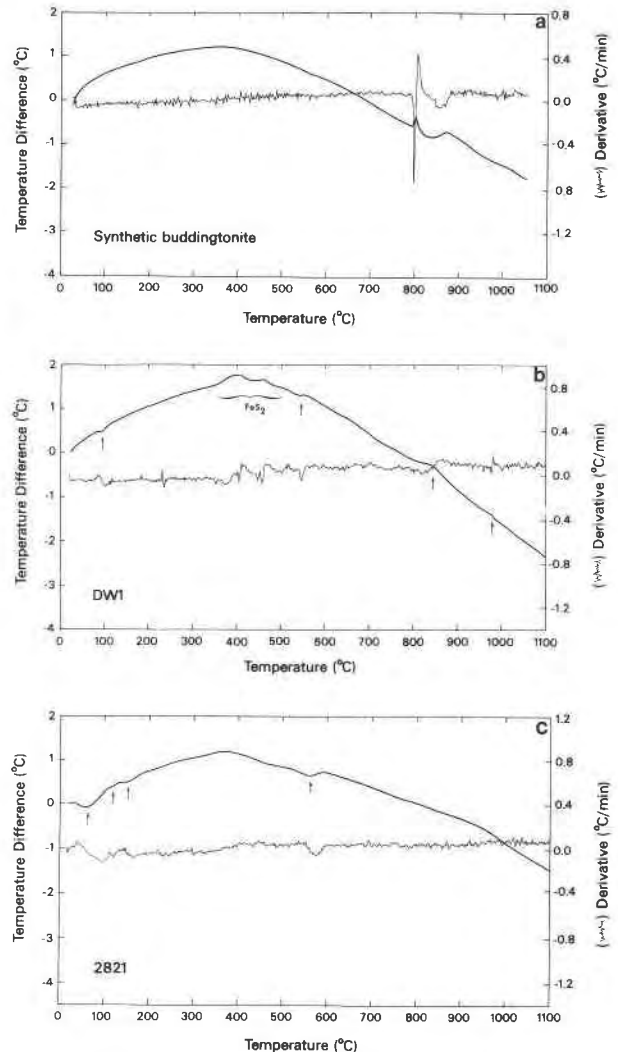 a
Temperature Difference (°C)
2
1
0
-1
-2
-3
-4
0.8
0.4
0.0
-0.4
0.8
-1.2
(~) Derivative (°C/min)
Synthetic buddingtonite
0 100 200 300 400 500 600 700 800 900 1000 1100
Temperature (°C)
b
Temperature Difference (°C)
2
1
0
-1
-2
-3
-4
0.8
0.4
0.0
-0.4
-0.8
-1.2
(~) Derivative (°C/min)
FeS2
DW1
0 100 200 300 400 500 600 700 800 900 1000 1100
Temperature (°C)
c
Temperature Difference (°C)
2
1
0
-1
-2
-3
-4
1.2
0.8
0.4
0.0
-0.4
-0.8
-1.2
(~) Derivative (°C/min)
2821
0 100 200 300 400 500 600 700 800 900 1000 1100
Temperature (°C)